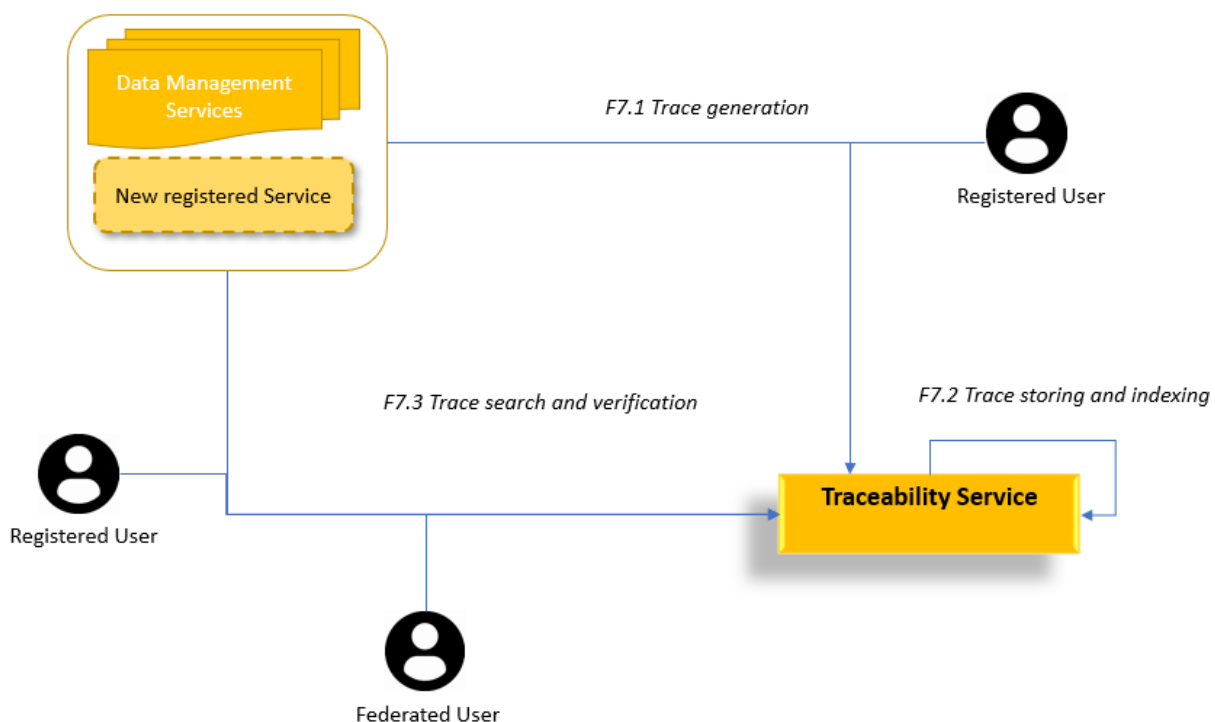 Data Management
Services
New registered Service
F7.1 Trace generation
Registered User
F7.3 Trace search and verification
F7.2 Trace storing and indexing
Traceability Service
Registered User
Federated User